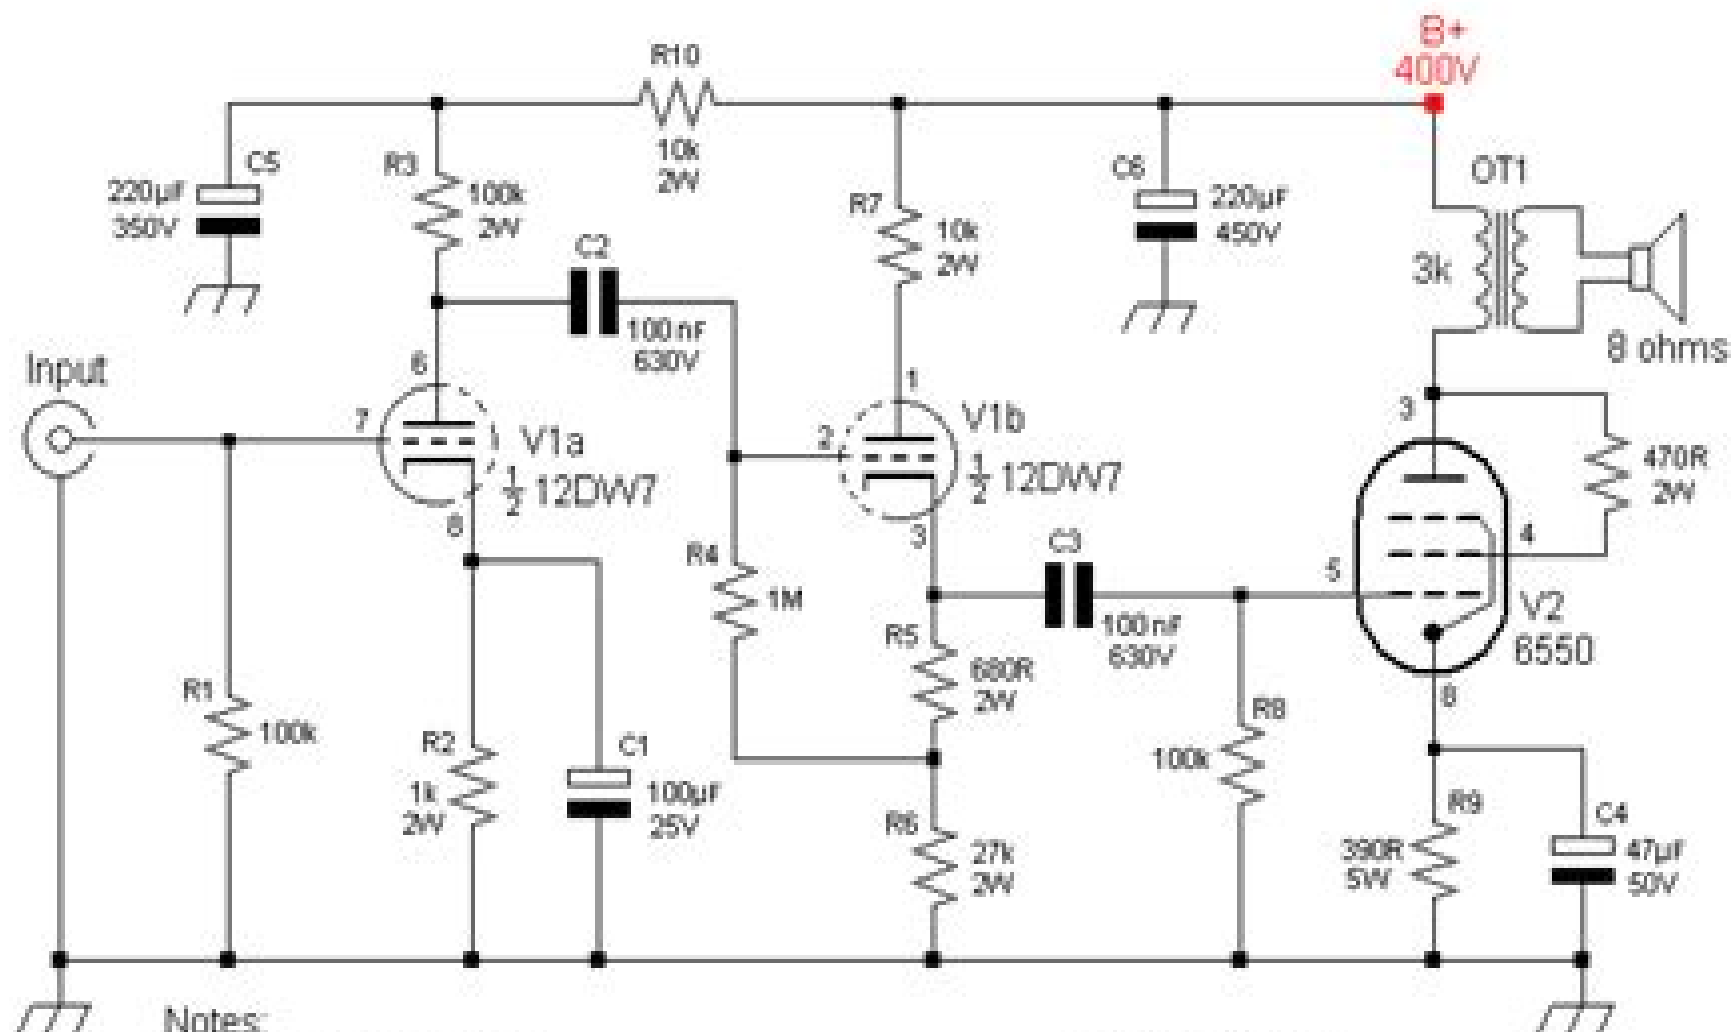 B+
400V
R10
10k
2W
C5
220µF
350V
R3
100k
2W
C2
100nF
630V
R7
10k
2W
C6
220µF
450V
OT1
3k
8 ohms
Input
7
6
V1a
½ 12DW7
8
2
1
V1b
½ 12DW7
3
3
470R
2W
4
5
V2
6550
8
R4
1M
C3
100nF
630V
R5
680R
2W
R1
100k
R2
1k
2W
C1
100µF
25V
R6
27k
2W
R8
100k
R9
390R
5W
C4
47µF
50V
Notes: